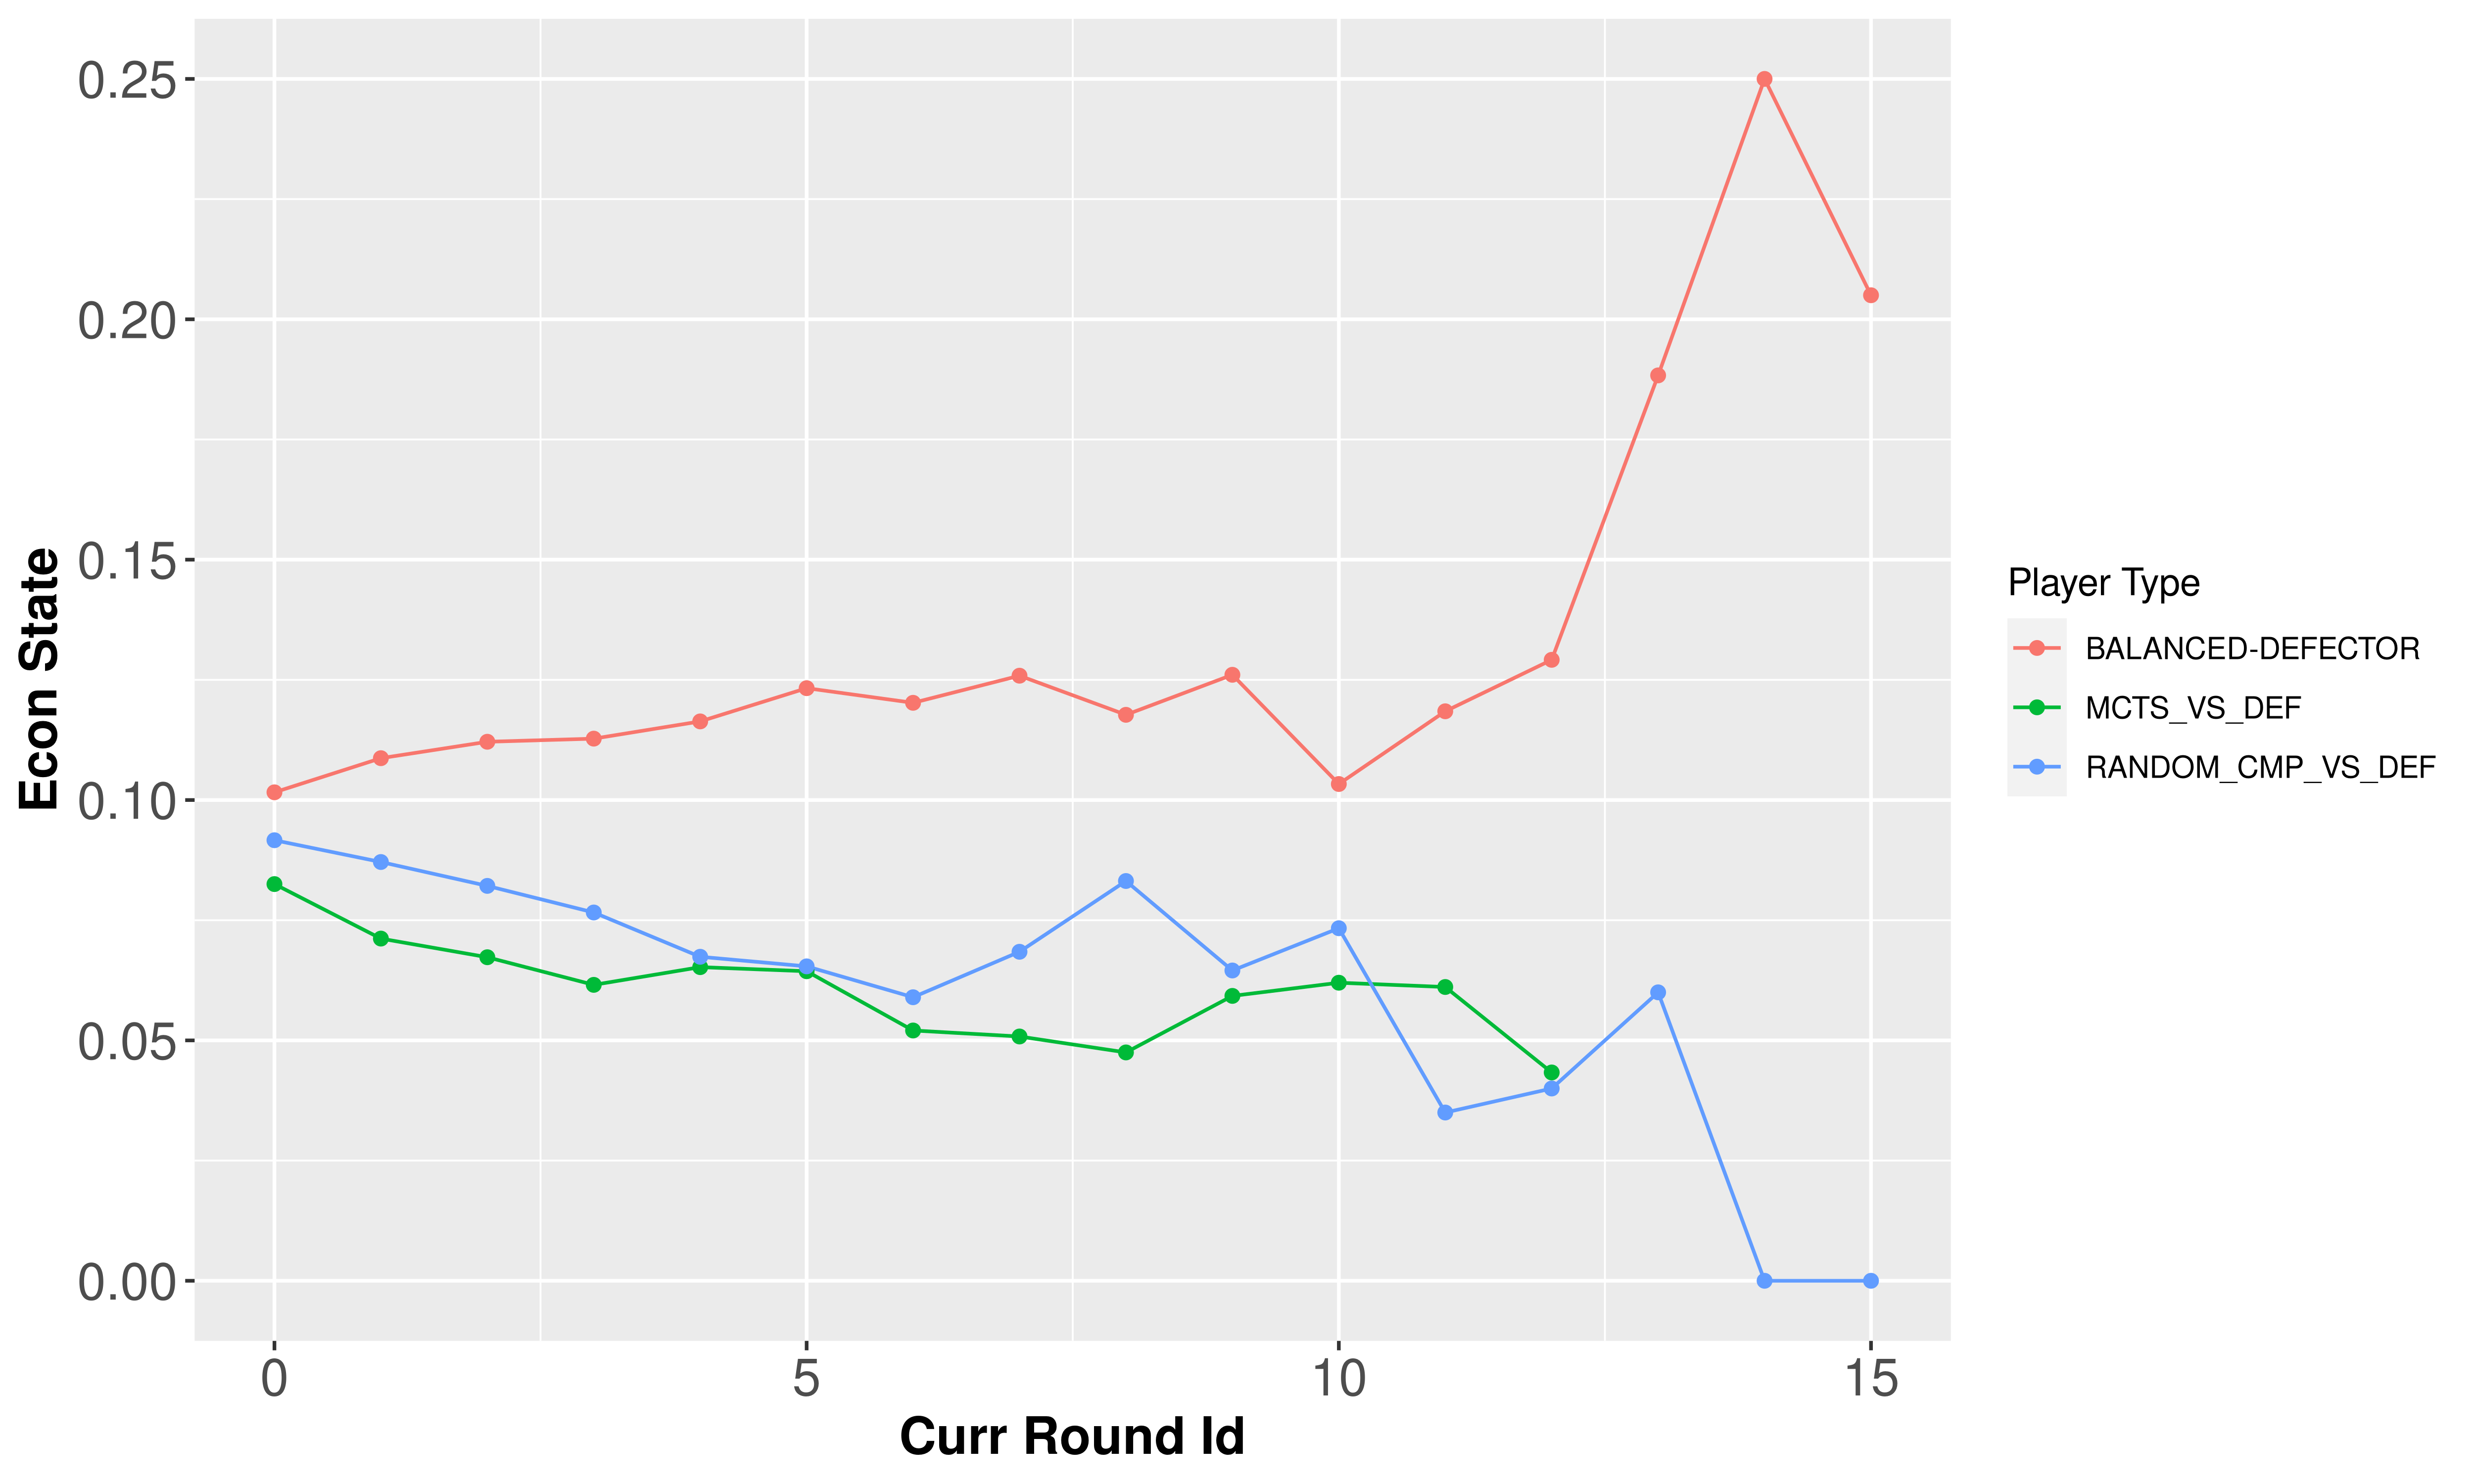 0.25
0.20
0.15
0.10
0.05
0.00
Econ State
0
5
10
15
Curr Round Id
Player Type
BALANCED-DEFECTOR
MCTS_VS_DEF
RANDOM_CMP_VS_DEF